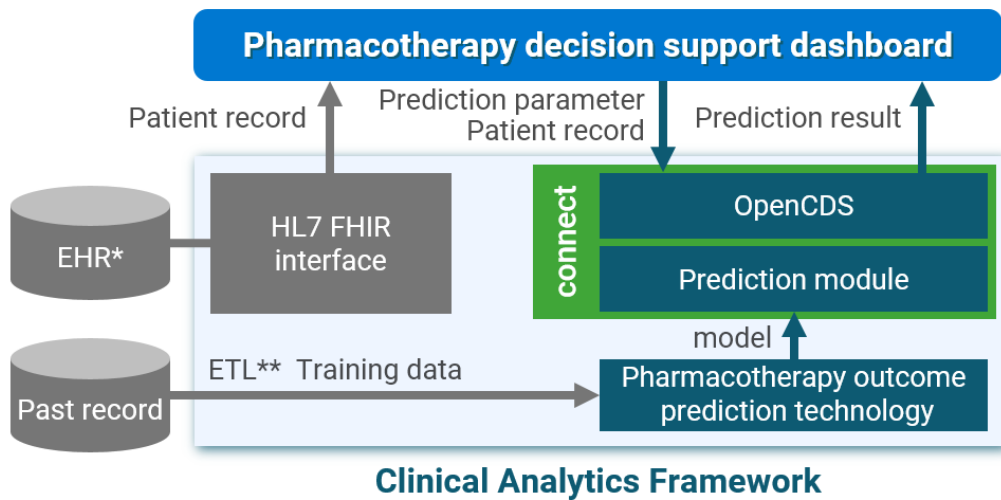 Pharmacotherapy decision support dashboard
Patient record
Prediction parameter
Patient record
Prediction result
EHR*
HL7 FHIR
interface
connect
OpenCDS
Prediction module
model
Past record
ETL** Training data
Pharmacotherapy outcome
prediction technology
Clinical Analytics Framework